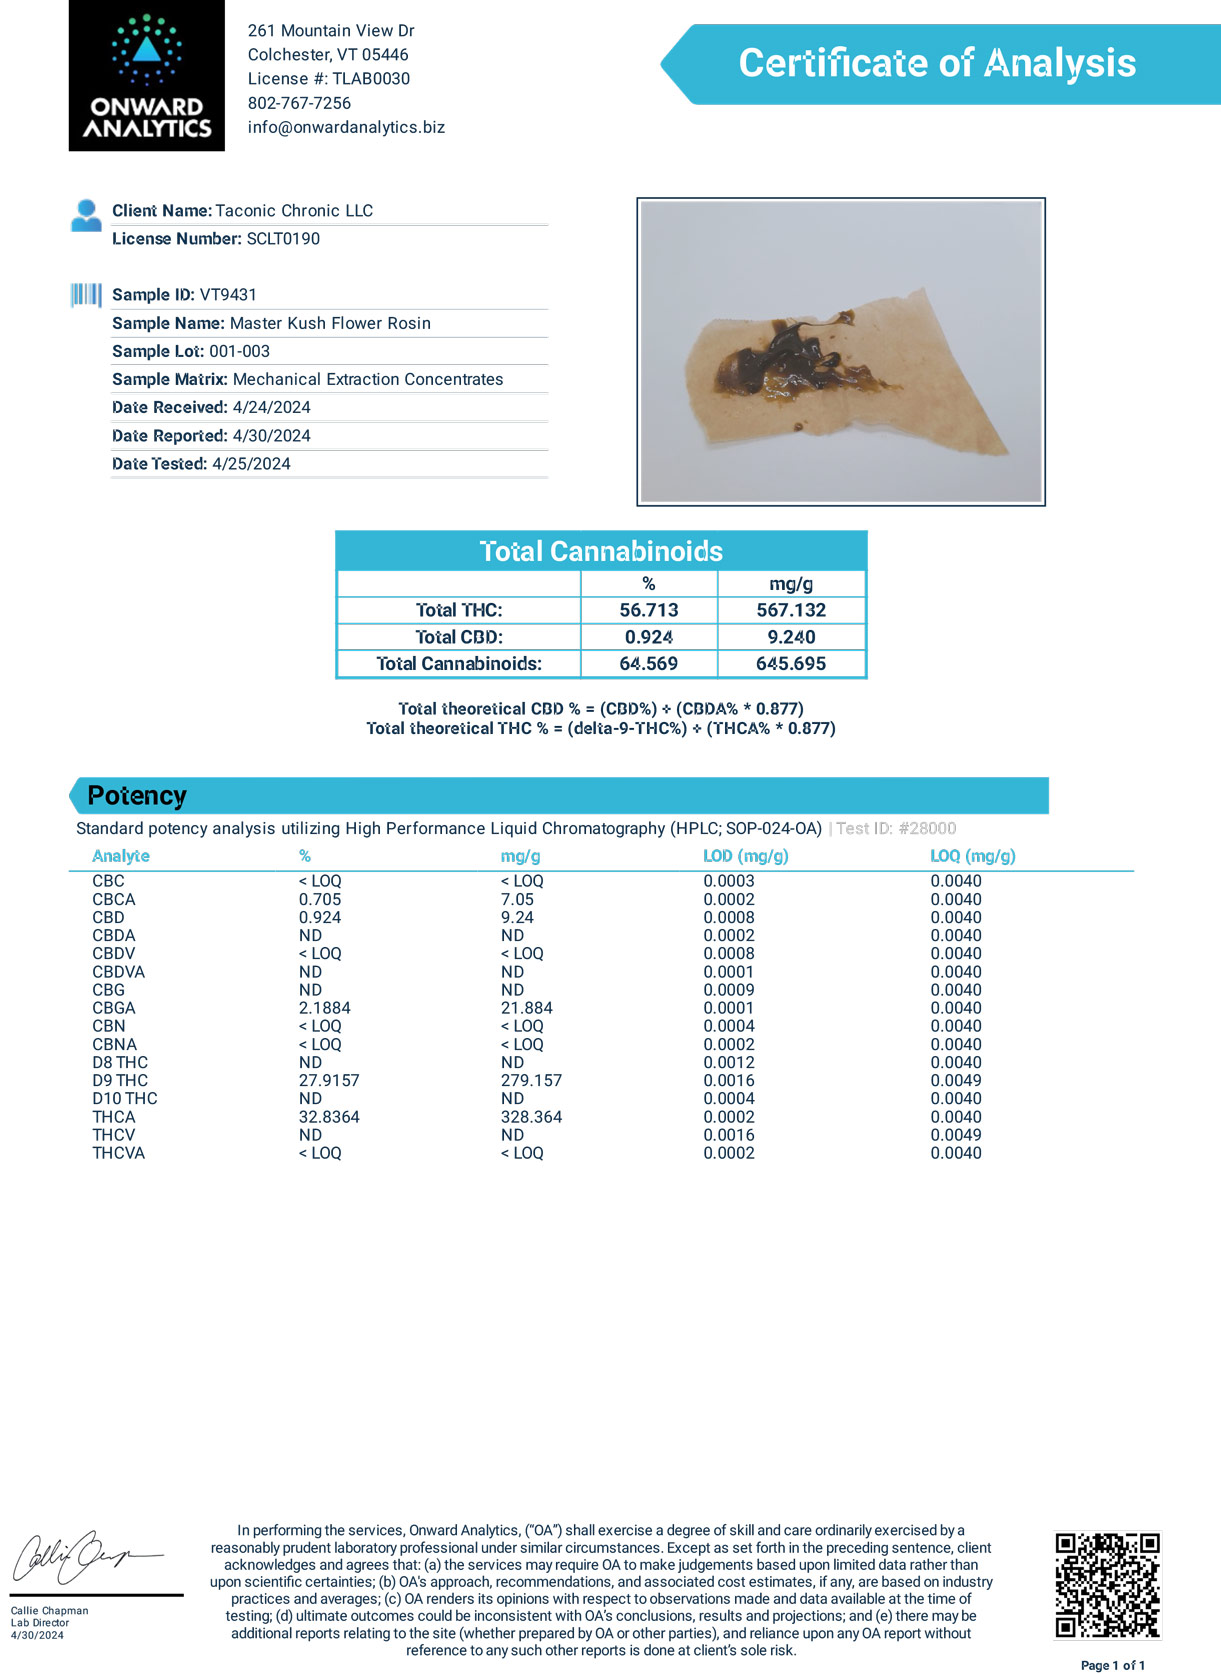 ONWARD
ANALYTICS
261 Mountain View Dr
Colchester, VT 05446
License #: TLAB0030
802-767-7256
info@onwardanalytics.biz
Certificate of Analysis
Client Name: Taconic Chronic LLC
License Number: SCLT0190
Sample ID: VT9431
Sample Name: Master Kush Flower Rosin
Sample Lot: 001-003
Sample Matrix: Mechanical Extraction Concentrates
Date Received: 4/24/2024
Date Reported: 4/30/2024
Date Tested: 4/25/2024
Total Cannabinoids
% mg/g
Total THC: 56.713 567.132
Total CBD: 0.924 9.240
Total Cannabinoids: 64.569 645.695
Total theoretical CBD % = (CBD%) + (CBDA% * 0.877)
Total theoretical THC % = (delta-9-THC%) + (THCA% * 0.877)
Potency
Standard potency analysis utilizing High Performance Liquid Chromatography (HPLC; SOP-024-OA) | Test ID: #28000
Analyte % mg/g LOD (mg/g) LOQ (mg/g)
CBC < LOQ < LOQ 0.0003 0.0040
CBCA 0.705 7.05 0.0002 0.0040
CBD 0.924 9.24 0.0008 0.0040
CBDA ND ND 0.0002 0.0040
CBDV < LOQ < LOQ 0.0008 0.0040
CBDVA ND ND 0.0001 0.0040
CBG ND ND 0.0009 0.0040
CBGA 2.1884 21.884 0.0001 0.0040
CBN < LOQ < LOQ 0.0004 0.0040
CBNA < LOQ < LOQ 0.0002 0.0040
D8 THC ND ND 0.0012 0.0040
D9 THC 27.9157 279.157 0.0016 0.0049
D10 THC ND ND 0.0004 0.0040
THCA 32.8364 328.364 0.0002 0.0040
THCV ND ND 0.0016 0.0049
THCVA < LOQ < LOQ 0.0002 0.0040
In performing the services, Onward Analytics, ("OA") shall exercise a degree of skill and care ordinarily exercised by a
reasonably prudent laboratory professional under similar circumstances. Except as set forth in the preceding sentence, client
acknowledges and agrees that: (a) the services may require OA to make judgements based upon limited data rather than
upon scientific certainties; (b) OA's approach, recommendations, and associated cost estimates, if any, are based on industry
practices and averages; (c) OA renders its opinions with respect to observations made and data available at the time of
testing; (d) ultimate outcomes could be inconsistent with OA's conclusions, results and projections; and (e) there may be
additional reports relating to the site (whether prepared by OA or other parties), and reliance upon any OA report without
reference to any such other reports is done at client's sole risk.
Callie Chapman
Lab Director
4/30/2024
Page 1 of 1